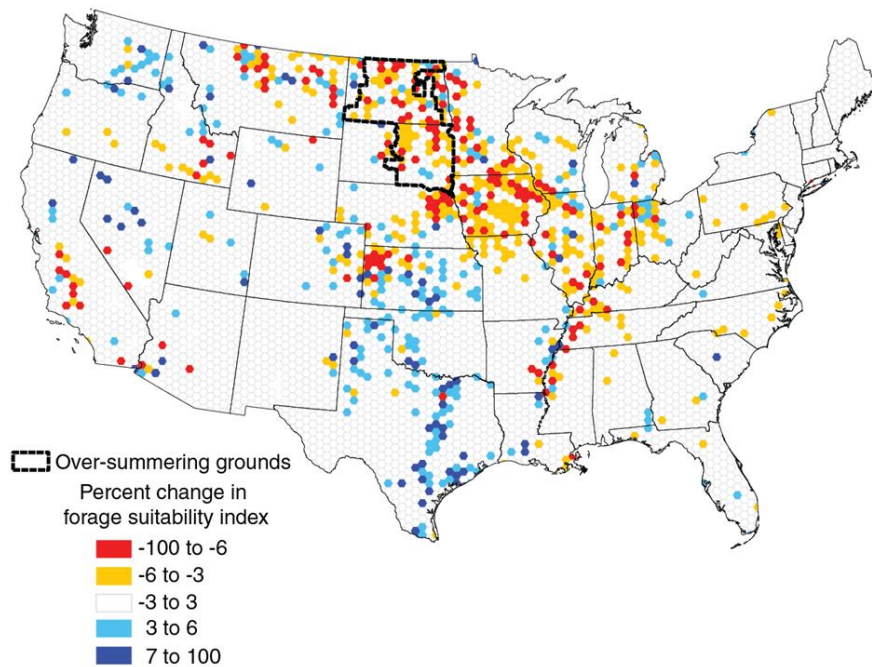 Over-summering grounds
Percent change in
forage suitability index
-100 to -6
-6 to -3
-3 to 3
3 to 6
7 to 100